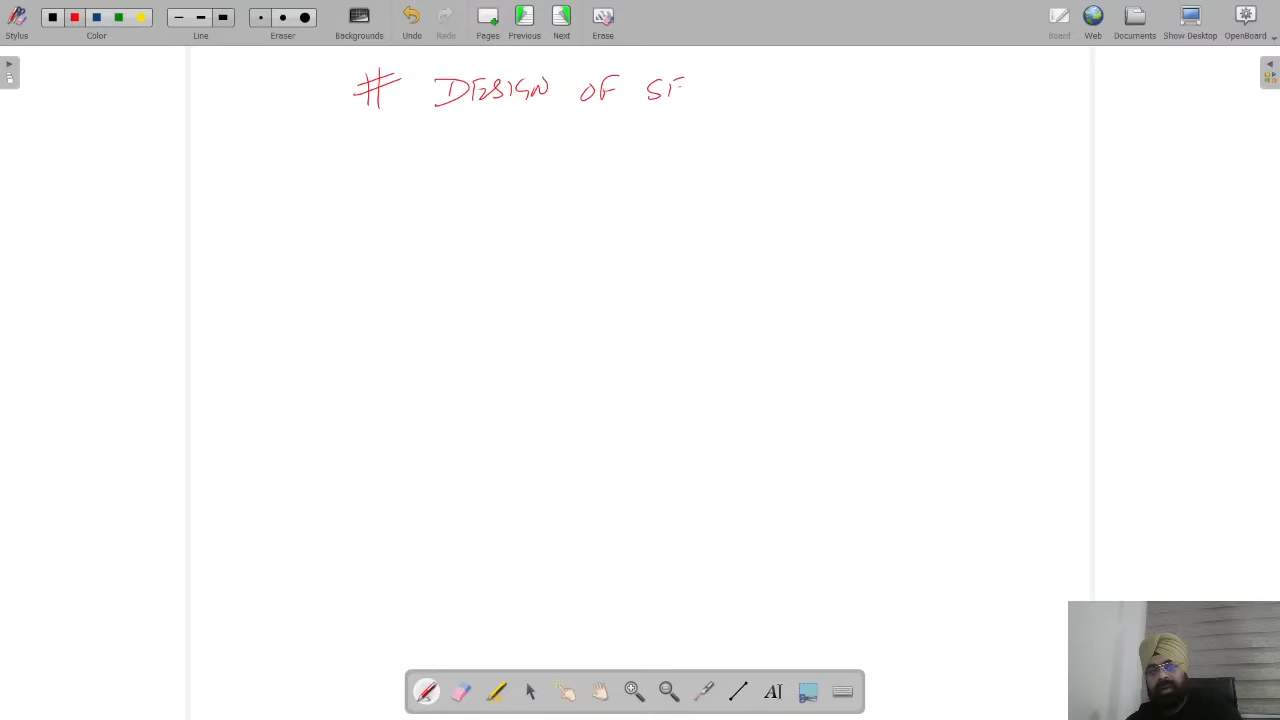 Stylus Color Line Eraser Backgrounds Undo Redo Pages Previous Next Erase Board Web Documents Show Desktop OpenBoard
# DESIGN OF SE